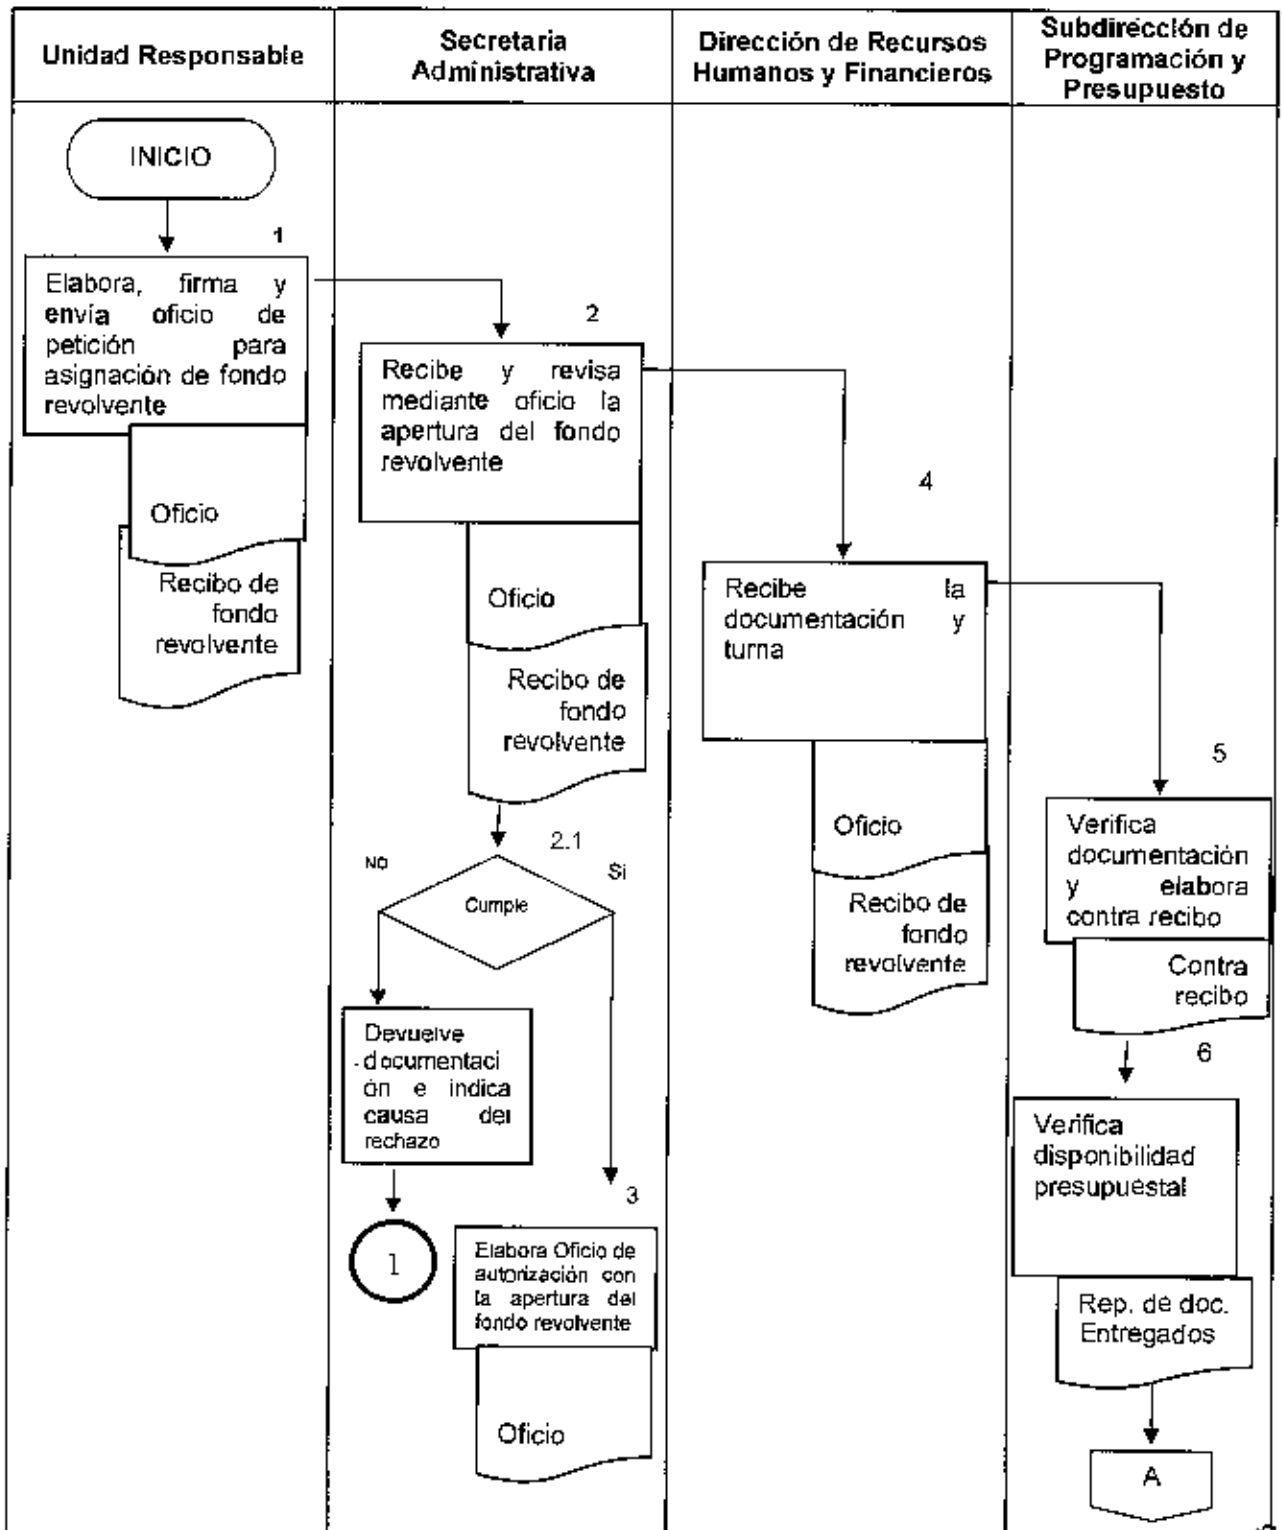 Unidad Responsable
Secretaria
Administrativa
Dirección de Recursos
Humanos y Financieros
Subdirección de
Programación y
Presupuesto
INICIO
1
Elabora, firma y
envía oficio de
petición para
asignación de fondo
revolvente
Oficio
Recibo de
fondo
revolvente
2
Recibe y revisa
mediante oficio la
apertura del fondo
revolvente
Oficio
Recibo de
fondo
revolvente
2.1
NO
Si
Cumple
Devuelve
documentaci
ón e indica
causa del
rechazo
1
3
Elabora Oficio de
autorización con
la apertura del
fondo revolvente
Oficio
4
Recibe la
documentación y
turna
Oficio
Recibo de
fondo
revolvente
5
Verifica
documentación
y elabora
contra recibo
Contra
recibo
6
Verifica
disponibilidad
presupuestal
Rep. de doc.
Entregados
A